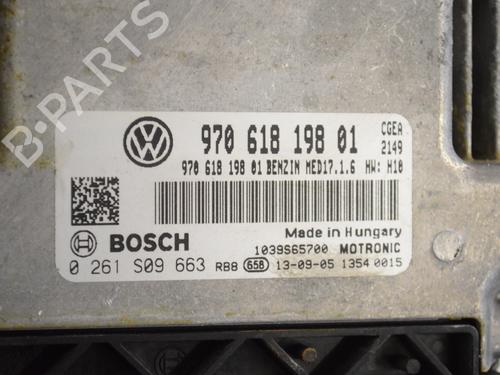 970 618 198 01
CGEA
2149
970 618 198 01 BENZIN MED17.1.6 HW: H10
Made in Hungary
BOSCH
1039S65700 MOTRONIC
0 261 S09 663 RBB 658 13-09-05 1354 0015
B-PARTS